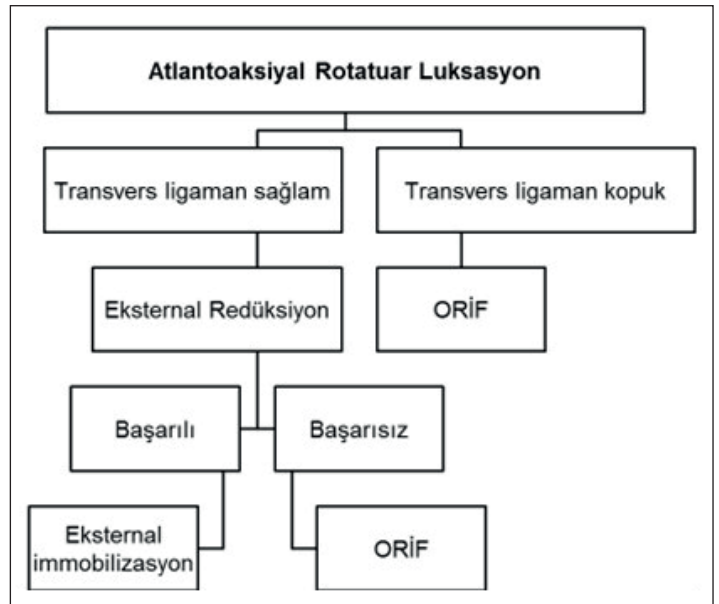 Atlantoaksiyal Rotatuar Luksasyon
Transvers ligaman sağlam
Transvers ligaman kopuk
Eksternal Redüksiyon
ORİF
Başarılı
Başarısız
Eksternal
immobilizasyon
ORİF